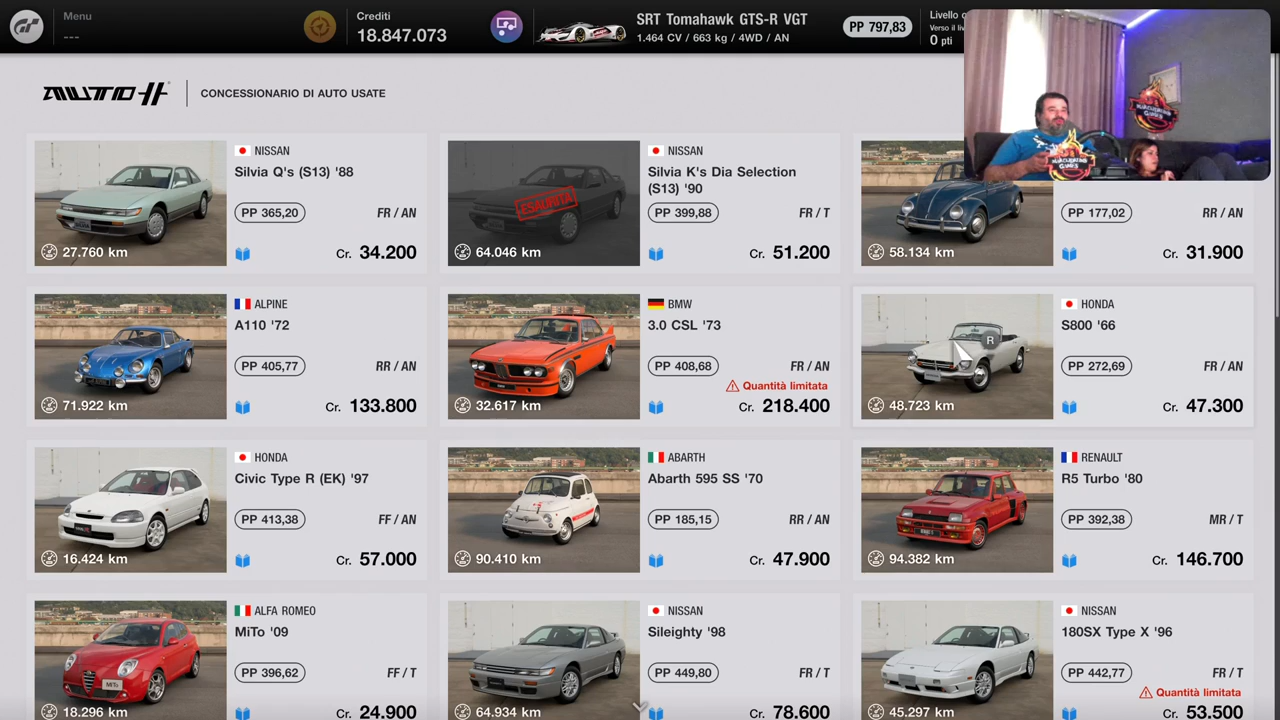 Menu
---
Crediti
18.847.073
SRT Tomahawk GTS-R VGT
1.464 CV / 663 kg / 4WD / AN
PP 797,83
Livello
Verso il
0 pti
AUTO
CONCESSIONARIO DI AUTO USATE
NISSAN
Silvia Q's (S13) '88
PP 365,20
FR / AN
27.760 km
Cr. 34.200
NISSAN
Silvia K's Dia Selection
(S13) '90
ESAURITA
PP 399,88
FR / T
64.046 km
Cr. 51.200
PP 177,02
RR / AN
58.134 km
Cr. 31.900
ALPINE
A110 '72
PP 405,77
RR / AN
71.922 km
Cr. 133.800
BMW
3.0 CSL '73
PP 408,68
FR / AN
Quantità limitata
32.617 km
Cr. 218.400
HONDA
S800 '66
R
PP 272,69
FR / AN
48.723 km
Cr. 47.300
HONDA
Civic Type R (EK) '97
PP 413,38
FF / AN
16.424 km
Cr. 57.000
ABARTH
Abarth 595 SS '70
PP 185,15
RR / AN
90.410 km
Cr. 47.900
RENAULT
R5 Turbo '80
PP 392,38
MR / T
94.382 km
Cr. 146.700
ALFA ROMEO
MiTo '09
PP 396,62
FF / T
18.296 km
Cr. 24.900
NISSAN
Sileighty '98
PP 449,80
FR / T
64.934 km
Cr. 78.600
NISSAN
180SX Type X '96
PP 442,77
FR / T
Quantità limitata
45.297 km
Cr. 53.500